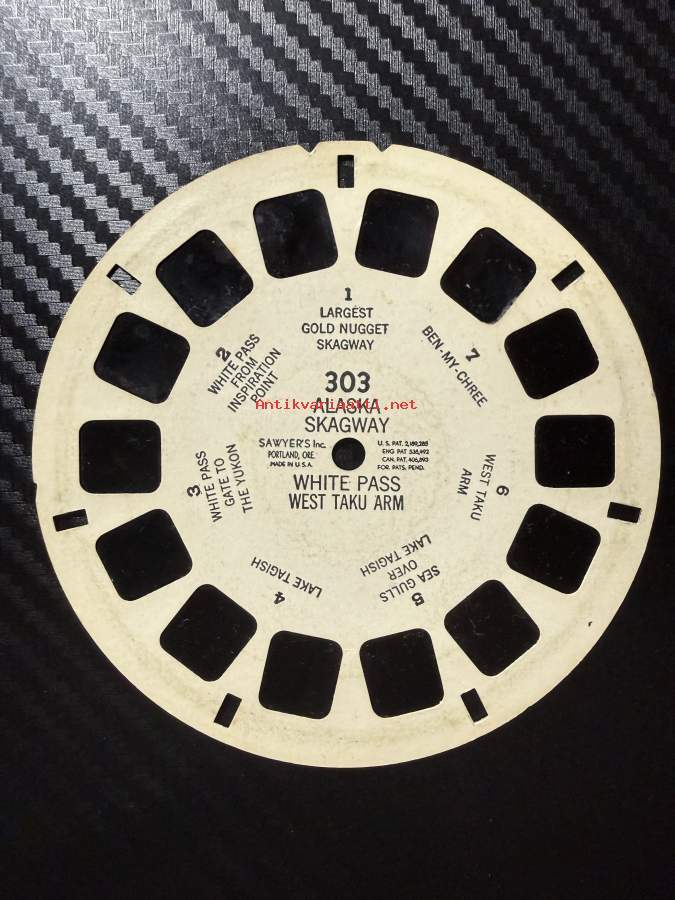 1
LARGEST
GOLD NUGGET
SKAGWAY
2
WHITE PASS
FROM
INSPIRATION
POINT
7
BEN-MY-CHREE
303
ALASKA
SKAGWAY
Antikvariaatti.net
SAWYER'S Inc.
PORTLAND, ORE.
MADE IN U.S.A.
U.S. PAT. 2,189,285
ENG PAT 538,692
CAN. PAT. 406,693
FOR. PATS. PEND.
WHITE PASS
WEST TAKU ARM
3
WHITE PASS
GATE TO
THE YUKON
6
WEST TAKU
ARM
4
LAKE TAGISH
5
SEA GULLS
OVER
LAKE TAGISH